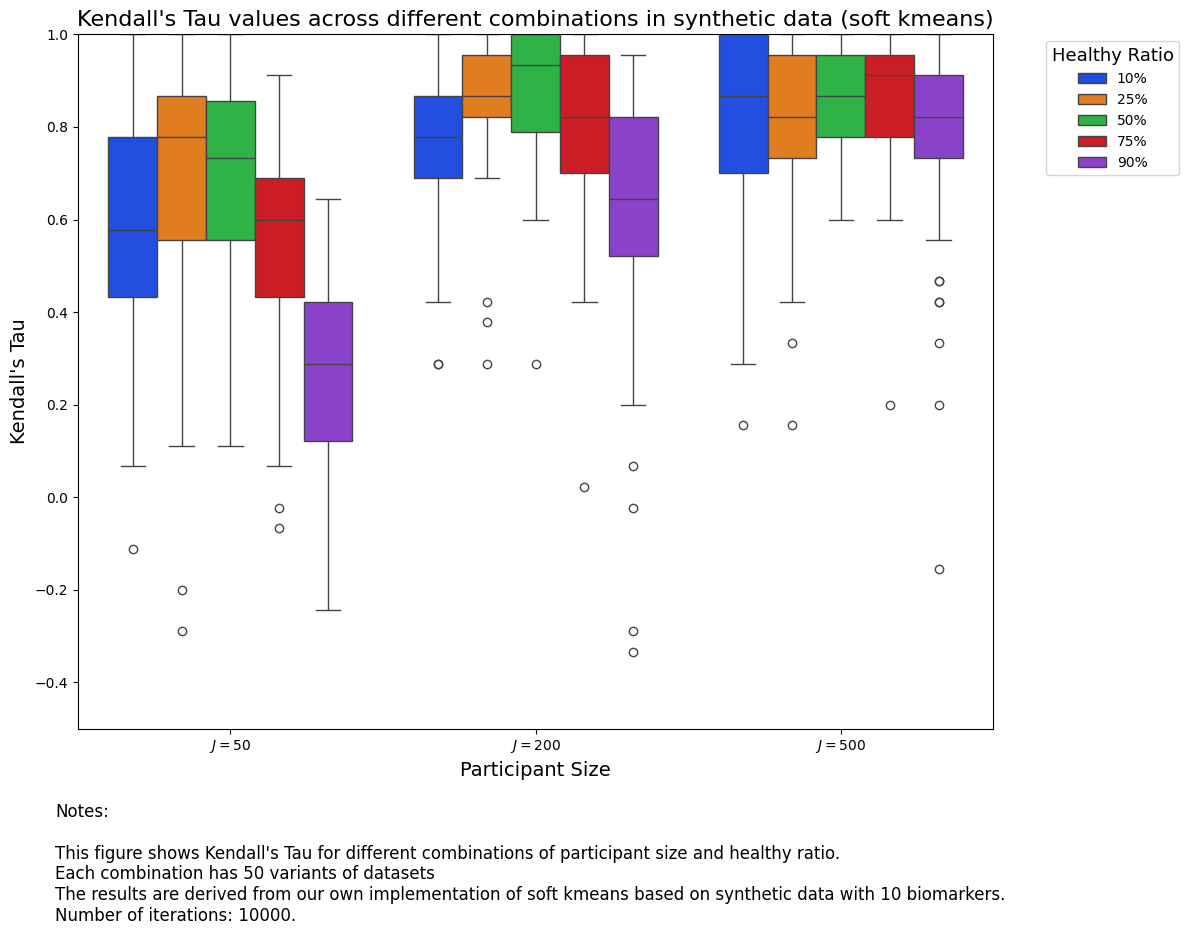 Kendall's Tau values across different combinations in synthetic data (soft kmeans)
Kendall's Tau
1.0
0.8
0.6
0.4
0.2
0.0
−0.2
−0.4
J = 50
J = 200
J = 500
Participant Size
Healthy Ratio
10%
25%
50%
75%
90%
Notes:
This figure shows Kendall's Tau for different combinations of participant size and healthy ratio.
Each combination has 50 variants of datasets
The results are derived from our own implementation of soft kmeans based on synthetic data with 10 biomarkers.
Number of iterations: 10000.